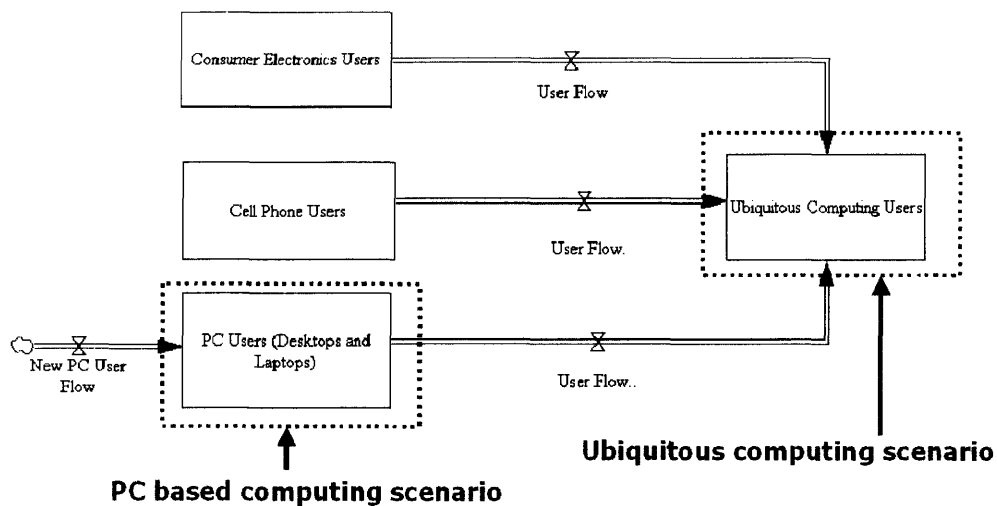 Consumer Electronics Users
User Flow
Cell Phone Users
Ubiquitous Computing Users
User Flow.
PC Users (Desktops and
Laptops)
New PC User
Flow
User Flow..
Ubiquitous computing scenario
PC based computing scenario